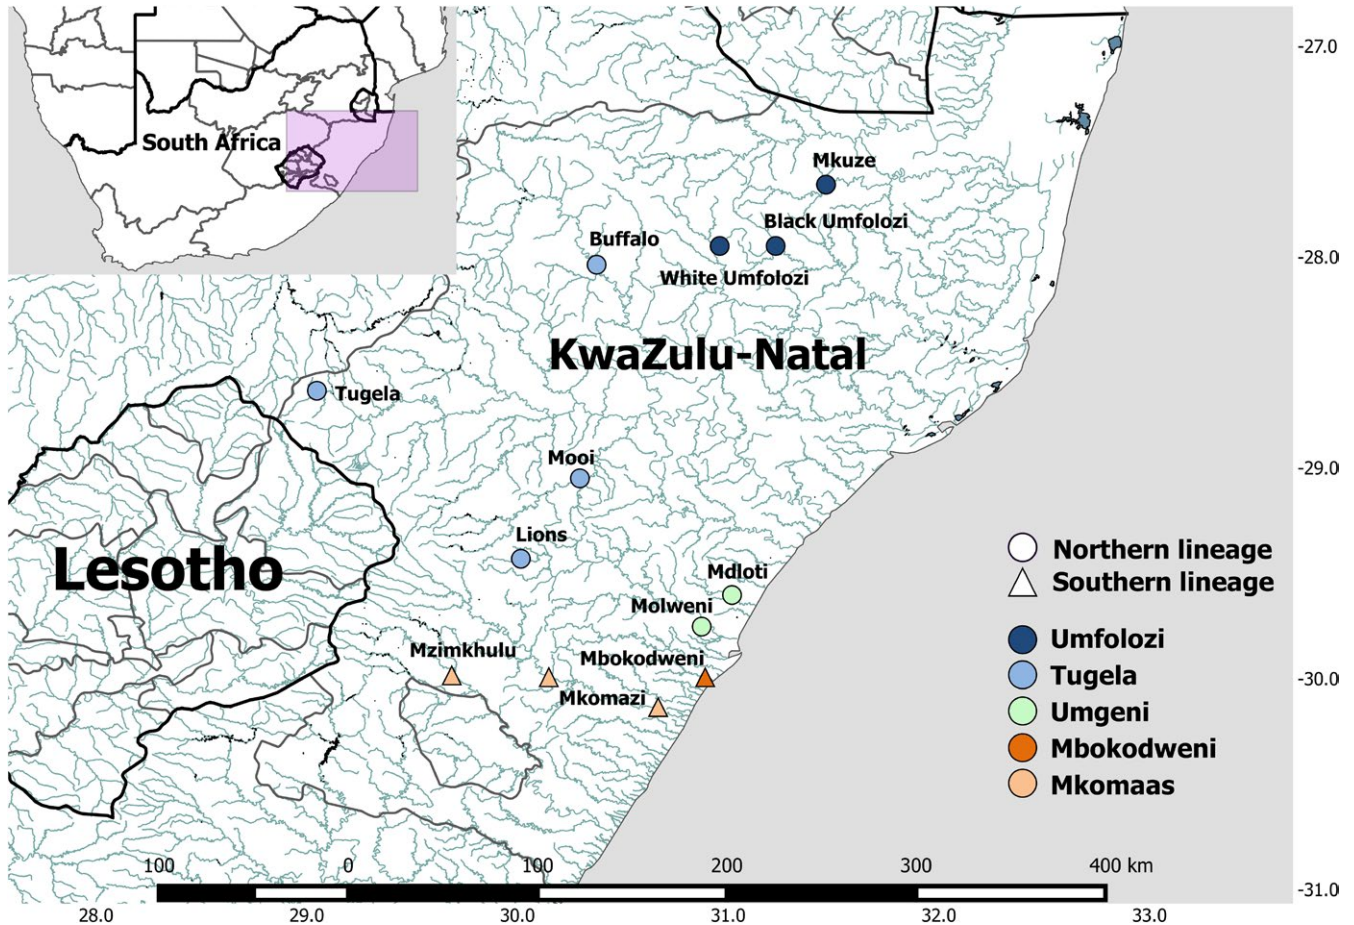 -27.0
South Africa
Mkuze
Black Umfolozi
Buffalo
-28.0
White Umfolozi
KwaZulu-Natal
Tugela
Mooi
-29.0
Lions
Northern lineage
Lesotho
Mdloti
Southern lineage
Molweni
Umfolozi
Mzimkhulu
Mbokodweni
Tugela
-30.0
Mkomazi
Umgeni
Mbokodweni
Mkomaas
100 0 100 200 300 400 km
-31.0
28.0 29.0 30.0 31.0 32.0 33.0